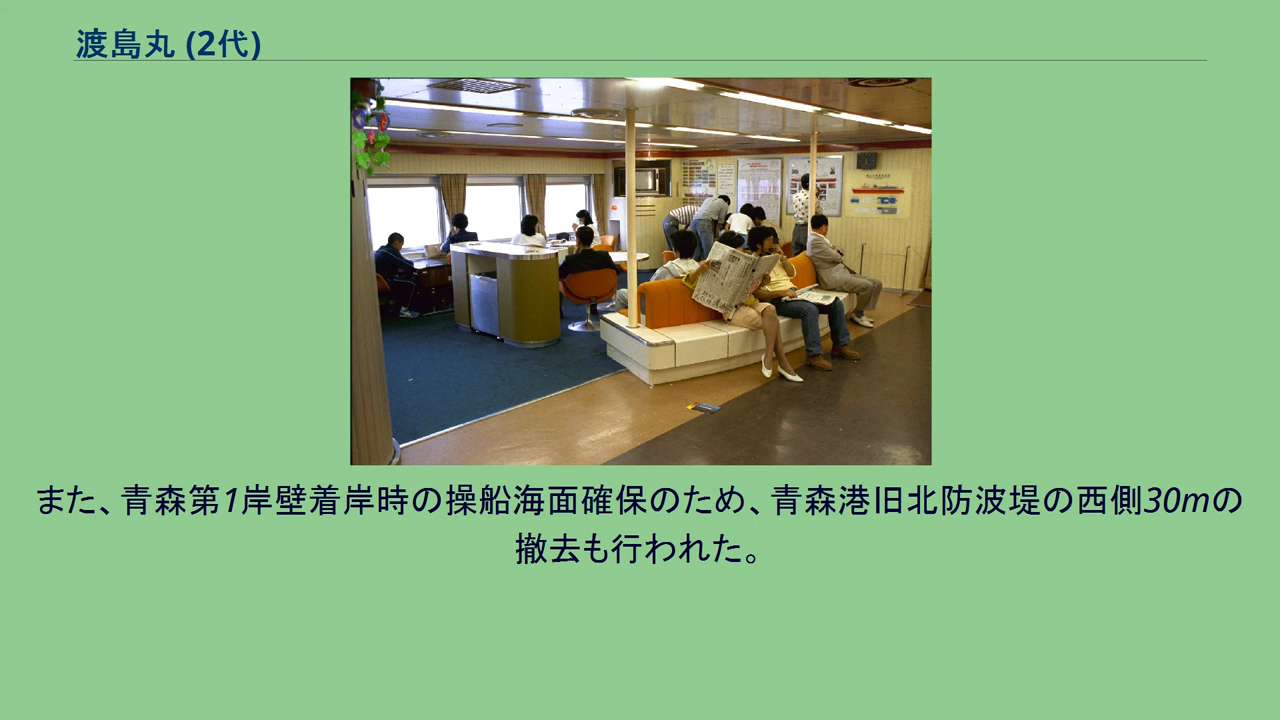 渡島丸 (2代)
また、青森第1岸壁着岸時の操船海面確保のため、青森港旧北防波堤の西側30mの
撤去も行われた。